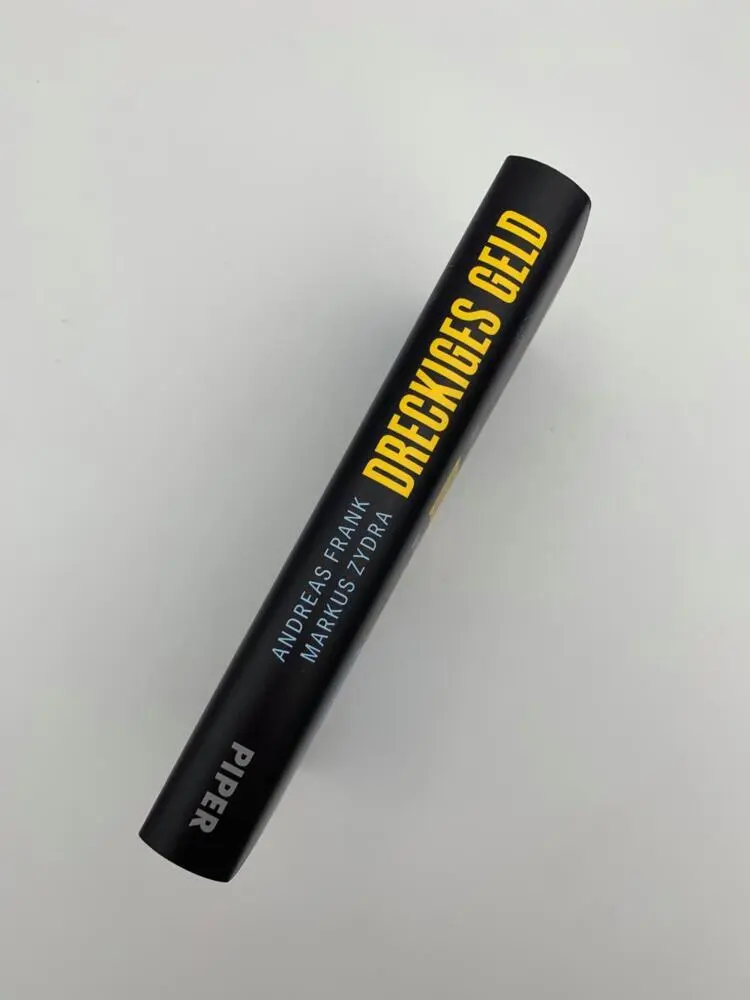 DRECKIGES GELD
ANDREAS FRANK
MARKUS ZYDRA
PIPER